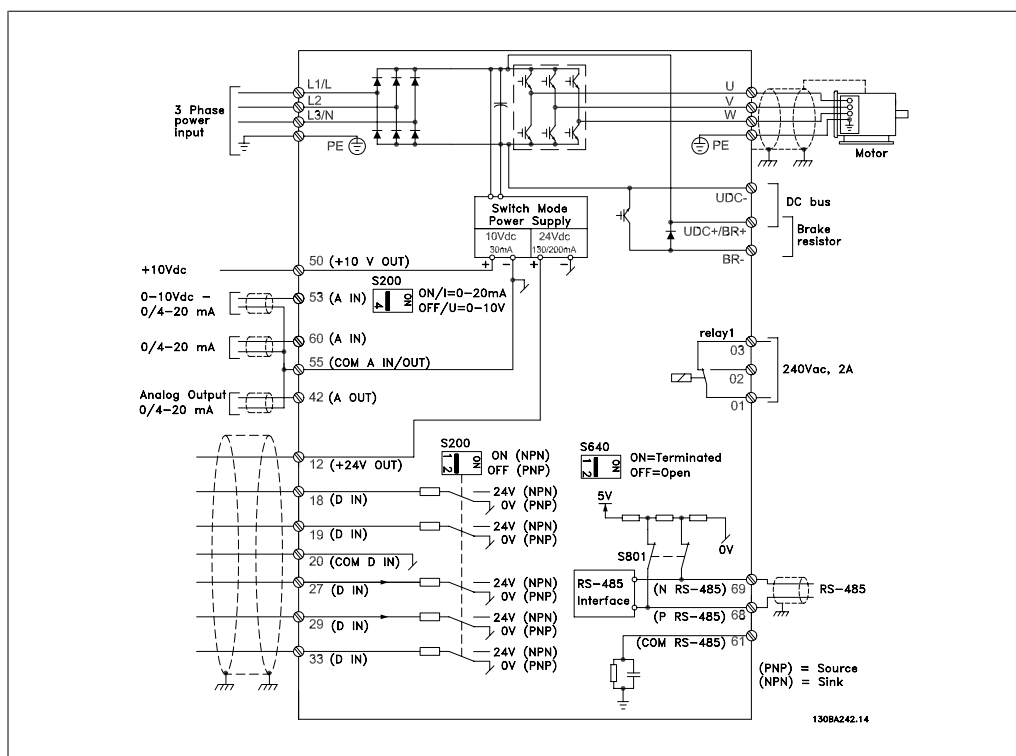 3 Phase
power
input
L1/L
L2
L3/N
PE
U
V
W
PE
Motor
UDC-
DC bus
UDC+/BR+
Brake
resistor
BR-
Switch Mode
Power Supply
10Vdc
30mA
24Vdc
130/200mA
+ - + -
+10Vdc
50 (+10 V OUT)
S200
4
ON
ON/I=0-20mA
OFF/U=0-10V
0-10Vdc -
0/4-20 mA
53 (A IN)
0/4-20 mA
60 (A IN)
55 (COM A IN/OUT)
Analog Output
0/4-20 mA
42 (A OUT)
relay1
03
02
01
240Vac, 2A
12 (+24V OUT)
S200
1 2
ON
ON (NPN)
OFF (PNP)
S640
1 2
ON
ON=Terminated
OFF=Open
18 (D IN)
24V (NPN)
0V (PNP)
19 (D IN)
24V (NPN)
0V (PNP)
20 (COM D IN)
27 (D IN)
24V (NPN)
0V (PNP)
29 (D IN)
24V (NPN)
0V (PNP)
33 (D IN)
24V (NPN)
0V (PNP)
5V
S801
0V
RS-485
Interface
(N RS-485) 69
RS-485
(P RS-485) 68
(COM RS-485) 61
(PNP) = Source
(NPN) = Sink
130BA242.14